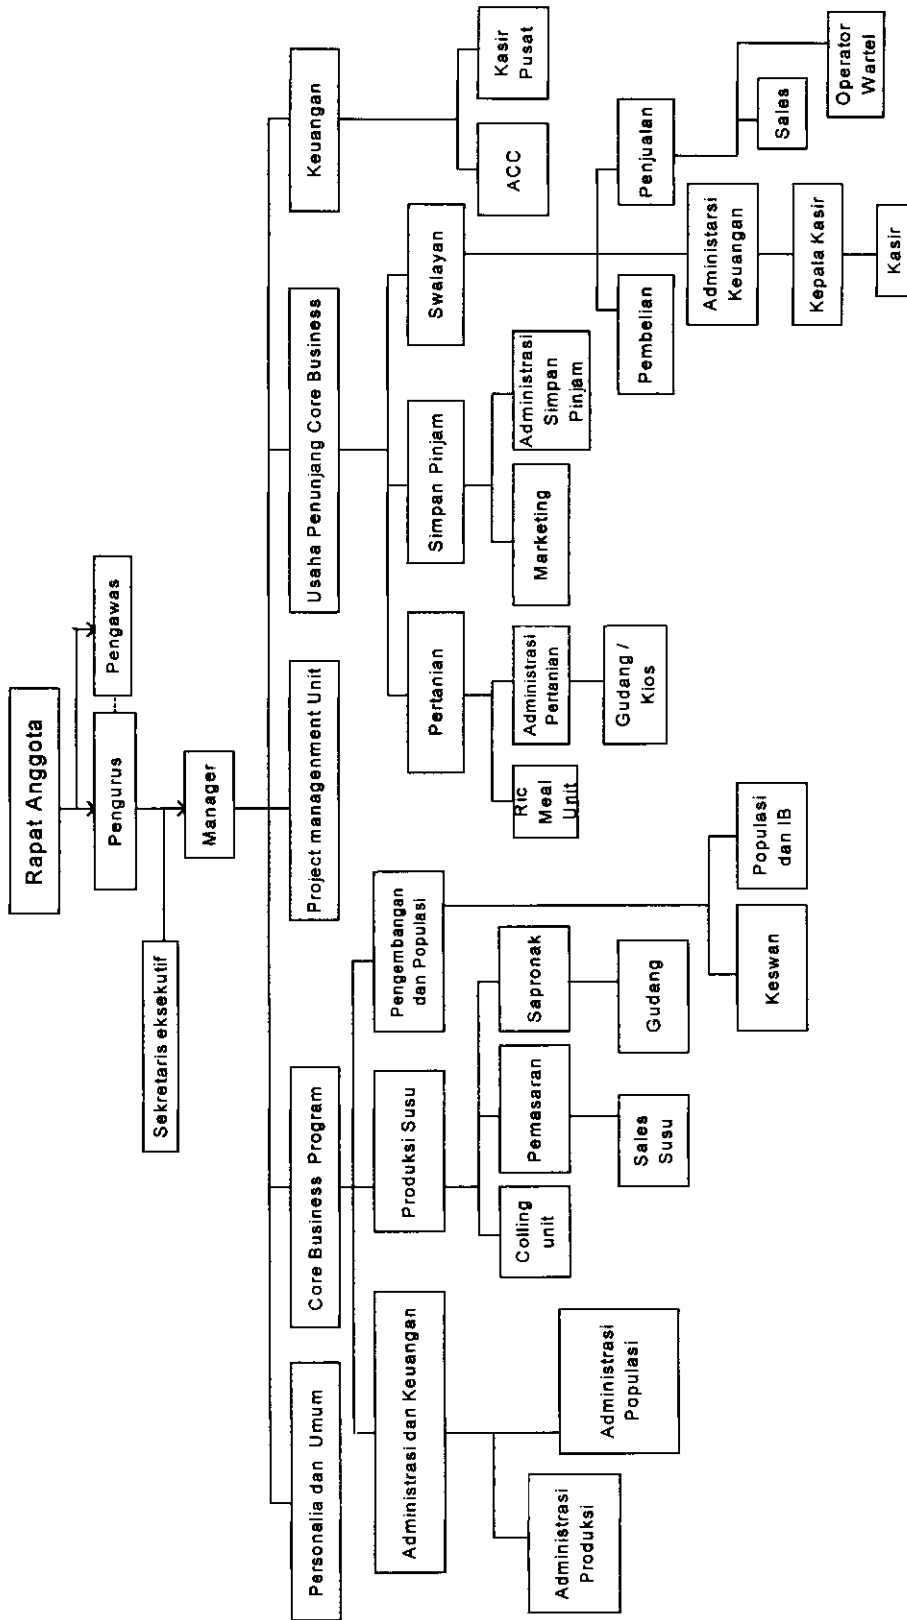 Rapat Anggota
Pengurus
Pengawas
Sekretaris eksekutif
Manager
Personalia dan Umum
Core Business Program
Project managenment Unit
Usaha Penunjang Core Business
Keuangan
Administrasi dan Keuangan
Produksi Susu
Pengembangan
dan Populasi
Pertanian
Simpan Pinjam
Swalayan
ACC
Kasir
Pusat
Administrasi
Produksi
Administrasi
Populasi
Colling
unit
Pemasaran
Sapronak
Ric
Meal
Unit
Administrasi
Pertanian
Marketing
Administrasi
Simpan
Pinjam
Pembelian
Penjualan
Sales
Susu
Gudang
Gudang /
Kios
Administarsi
Keuangan
Sales
Operator
Wartel
Keswan
Populasi
dan IB
Kepala Kasir
Kasir